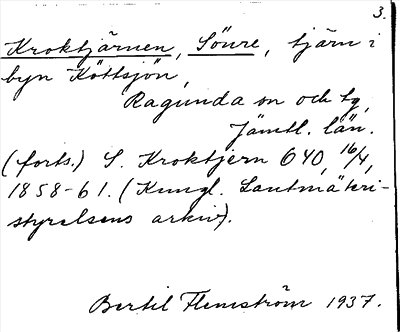 3.
Kroktjärnen, Sönre, tjärn i
byn Köttsjön,
Ragunda sn och tg,
Jämtl. län.
(forts.) S. Kroktjern 640, 16/4,
1858-61. (Kungl. Lantmäteri-
styrelsens arkiv).
Bertil Flemström 1937.